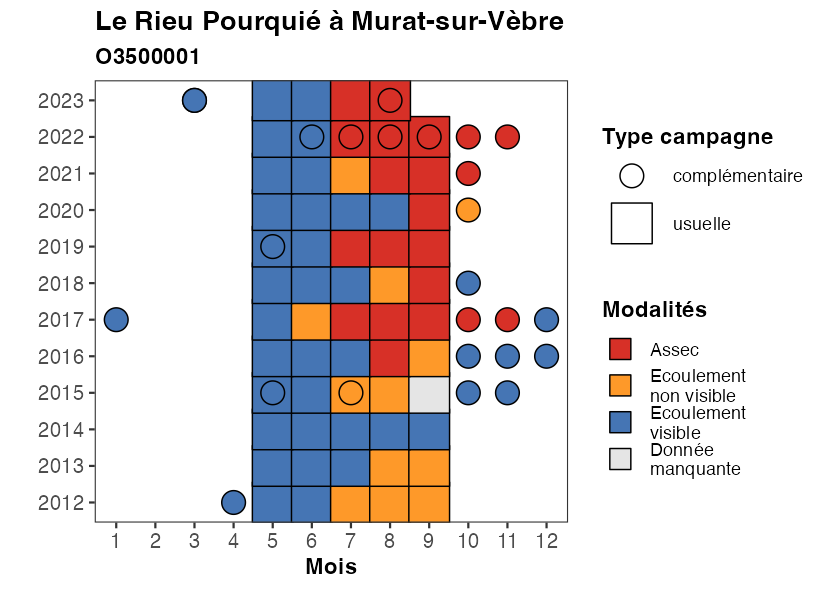 Le Rieu Pourquié à Murat-sur-Vèbre
O3500001
2023
2022
2021
2020
2019
2018
2017
2016
2015
2014
2013
2012
1 2 3 4 5 6 7 8 9 10 11 12
Mois
Type campagne
complémentaire
usuelle
Modalités
Assec
Ecoulement
non visible
Ecoulement
visible
Donnée
manquante